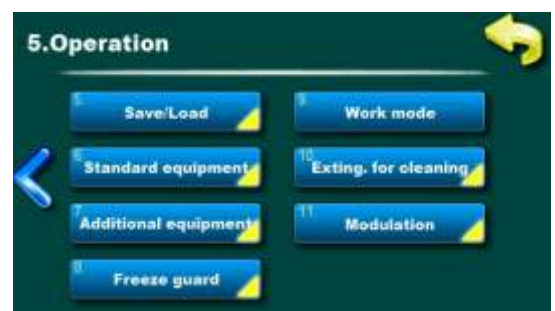 5.Operation
5
Save/Load
9
Work mode
6
Standard equipment
10
Exting. for cleaning
7
Additional equipment
11
Modulation
8
Freeze guard